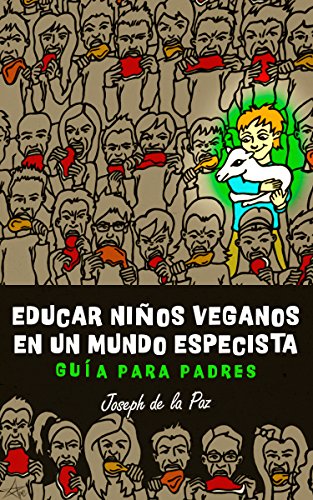 EDUCAR NIÑOS VEGANOS
EN UN MUNDO ESPECISTA
GUÍA PARA PADRES
Joseph de la Paz